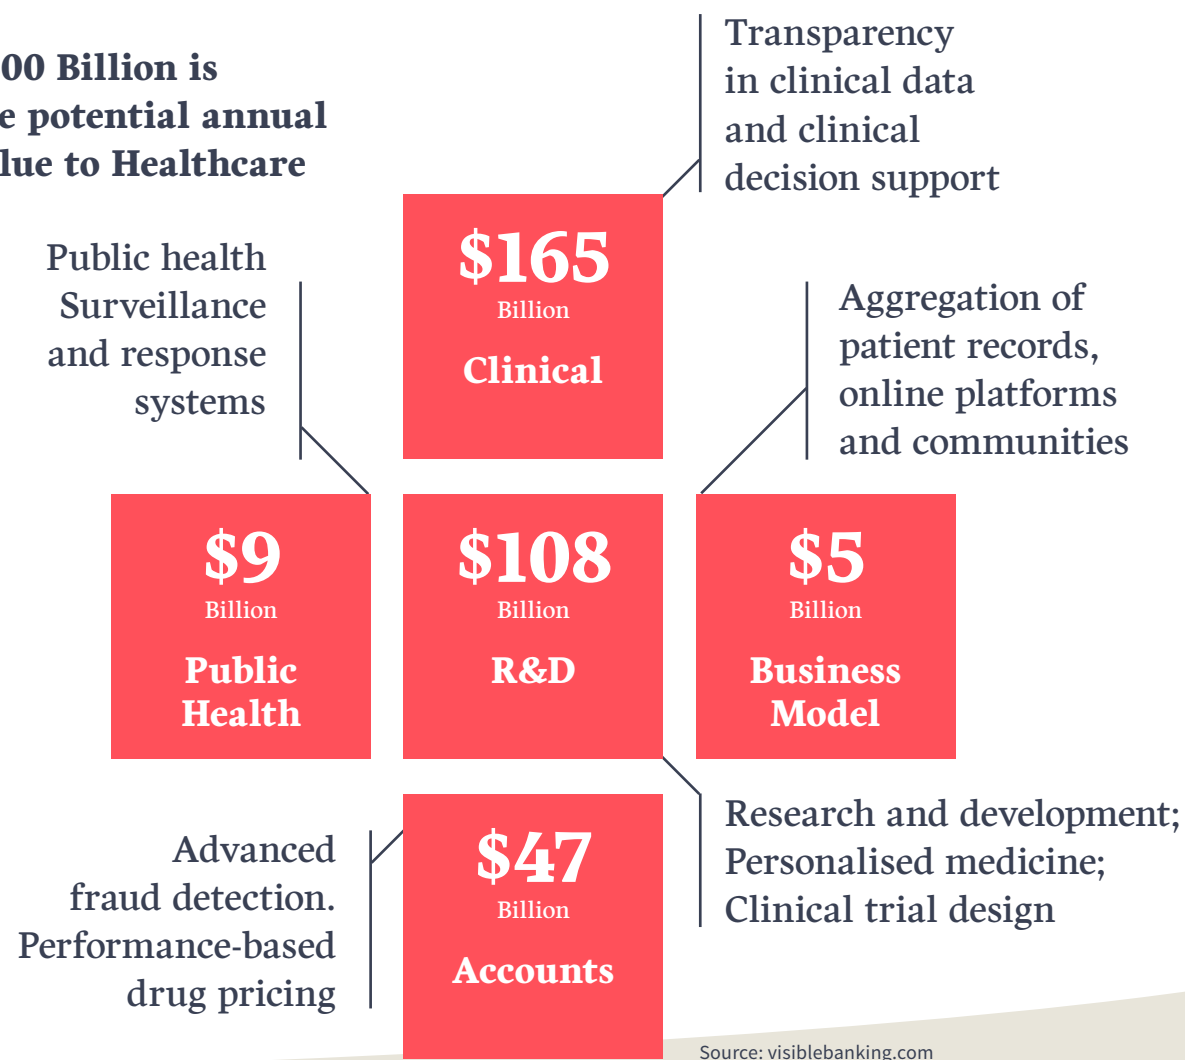 00 Billion is
e potential annual
lue to Healthcare
Transparency
in clinical data
and clinical
decision support
$165
Billion
Clinical
Public health
Surveillance
and response
systems
Aggregation of
patient records,
online platforms
and communities
$9
Billion
Public
Health
$108
Billion
R&D
$5
Billion
Business
Model
Advanced
fraud detection.
Performance-based
drug pricing
$47
Billion
Accounts
Research and development;
Personalised medicine;
Clinical trial design
Source: visiblebanking.com